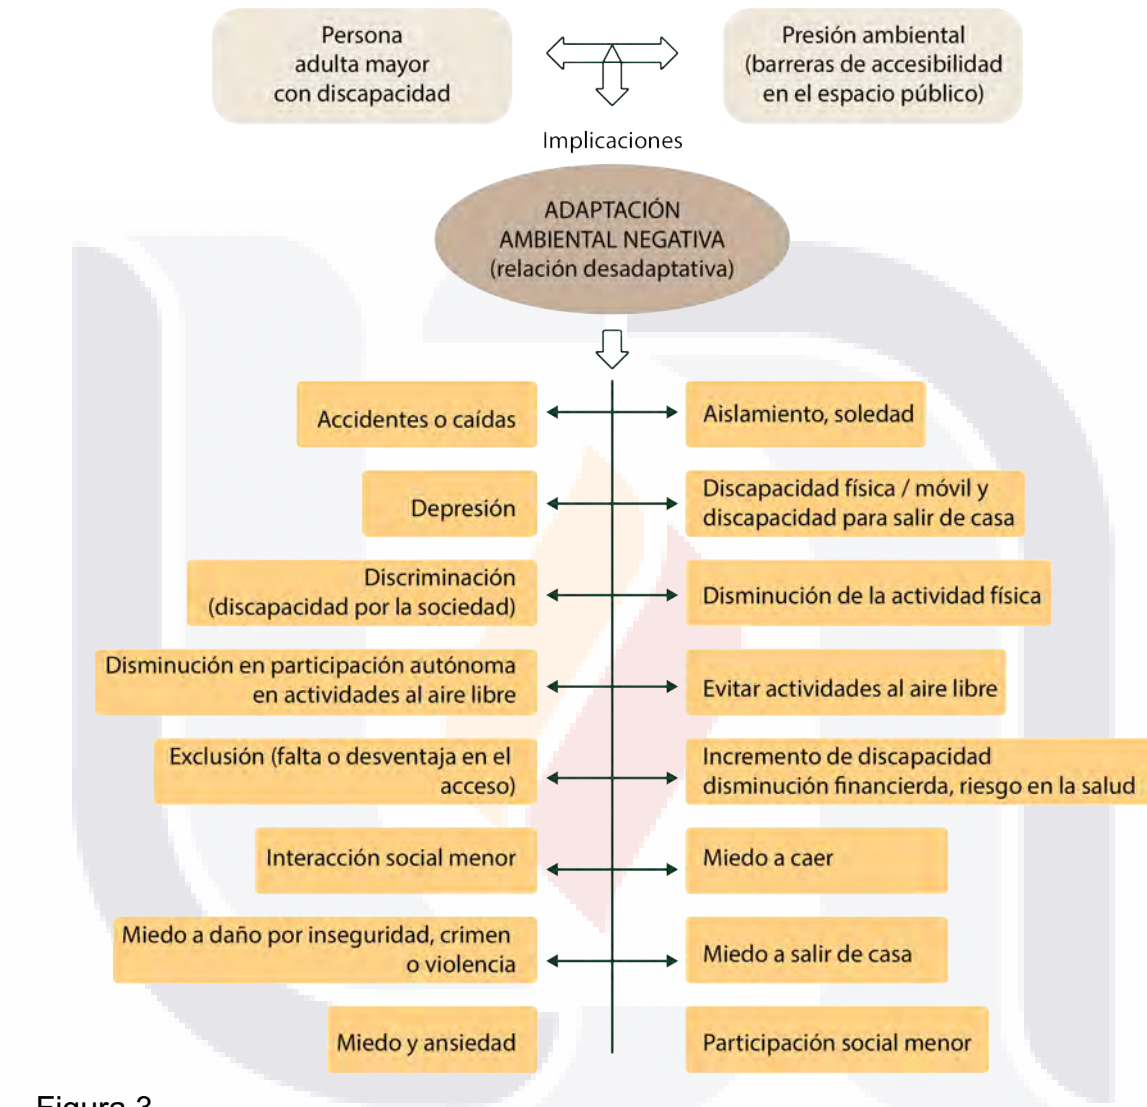 Persona
adulta mayor
con discapacidad
Presión ambiental
(barreras de accesibilidad
en el espacio público)
Implicaciones
ADAPTACIÓN
AMBIENTAL NEGATIVA
(relación desadaptativa)
Accidentes o caídas
Aislamiento, soledad
Depresión
Discapacidad física / móvil y
discapacidad para salir de casa
Discriminación
(discapacidad por la sociedad)
Disminución de la actividad física
Disminución en participación autónoma
en actividades al aire libre
Evitar actividades al aire libre
Exclusión (falta o desventaja en el
acceso)
Incremento de discapacidad
disminución financierda, riesgo en la salud
Interacción social menor
Miedo a caer
Miedo a daño por inseguridad, crimen
o violencia
Miedo a salir de casa
Miedo y ansiedad
Participación social menor
Figura 3